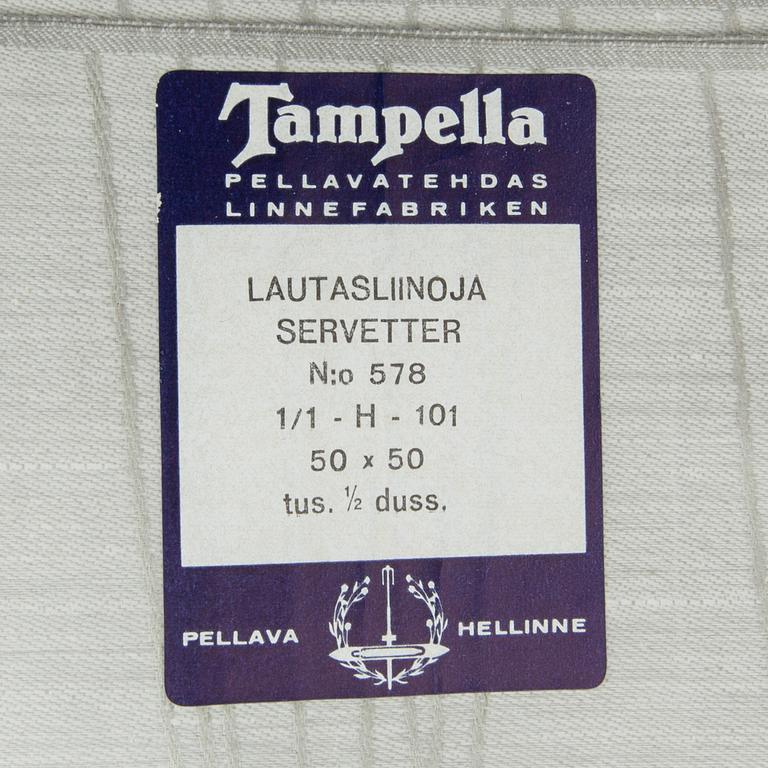 Tampella
PELLAVATEHDAS
LINNEFABRIKEN
LAUTASLIINOJA
SERVETTER
N:o 578
1/1 - H - 101
50 x 50
tus. ½ duss.
PELLAVA HELLINNE